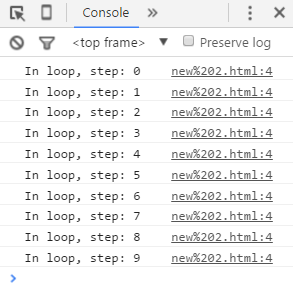 Console
<top frame> Preserve log
In loop, step: 0 new%202.html:4
In loop, step: 1 new%202.html:4
In loop, step: 2 new%202.html:4
In loop, step: 3 new%202.html:4
In loop, step: 4 new%202.html:4
In loop, step: 5 new%202.html:4
In loop, step: 6 new%202.html:4
In loop, step: 7 new%202.html:4
In loop, step: 8 new%202.html:4
In loop, step: 9 new%202.html:4